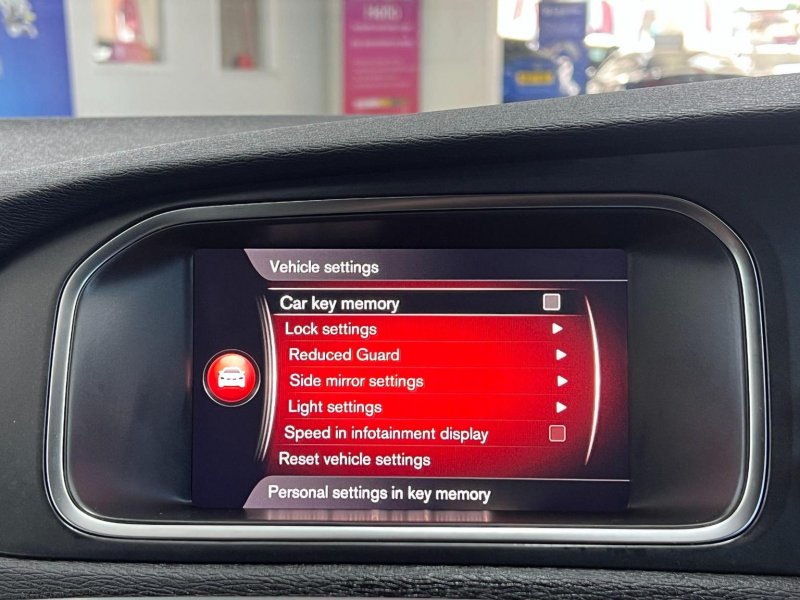 Hello
Vehicle settings
Car key memory
Lock settings
Reduced Guard
Side mirror settings
Light settings
Speed in infotainment display
Reset vehicle settings
Personal settings in key memory